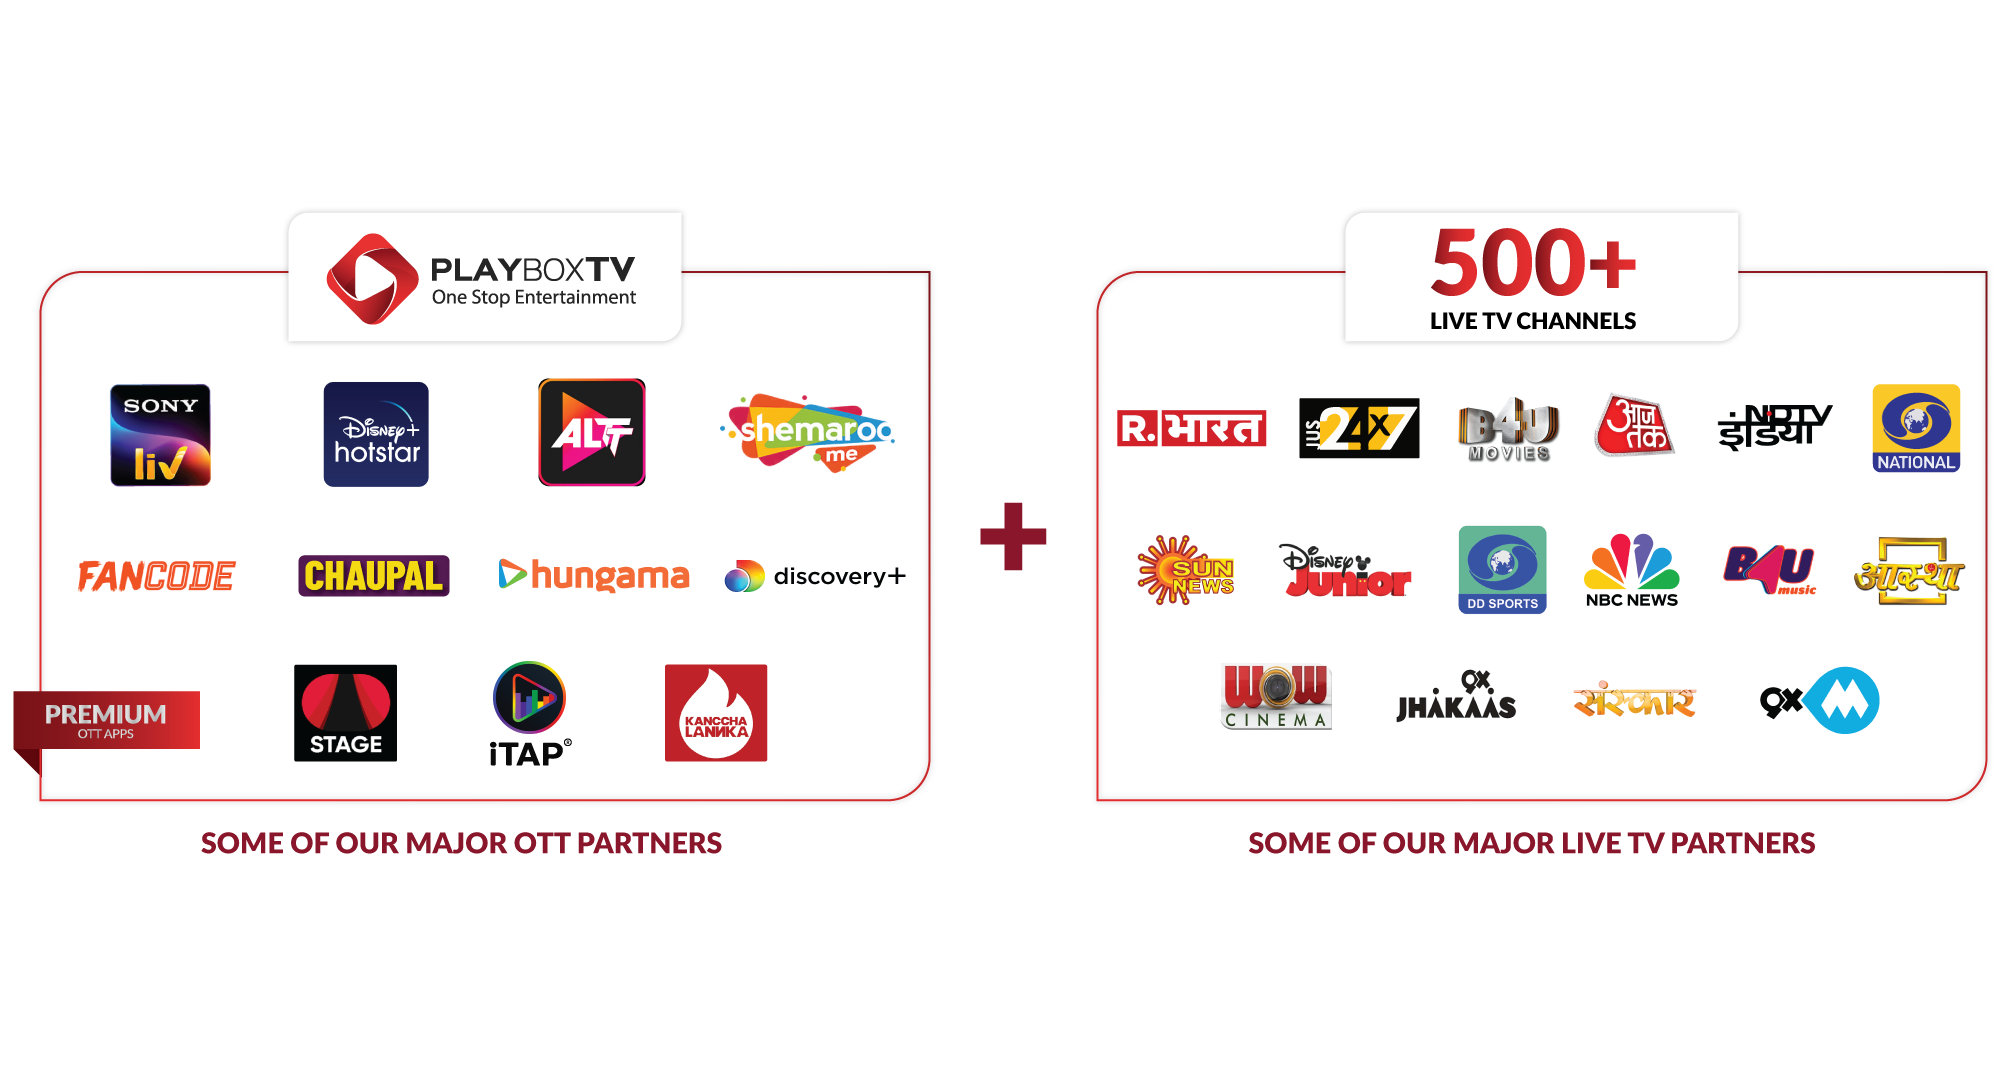 PLAYBOXTV
One Stop Entertainment
SONY
liv
Disney+
hotstar
ALTT
shemaroo
me
FANCODE
CHAUPAL
hungama
discovery+
PREMIUM
OTT APPS
STAGE
iTAP®
KANCCHA
LANNKA
SOME OF OUR MAJOR OTT PARTNERS
+
500+
LIVE TV CHANNELS
R. भारत
JUS 24x7
B4U
MOVIES
आज
तक
NDTV
इंडिया
NATIONAL
SUN
NEWS
Disney
Junior
DD SPORTS
NBC NEWS
B4U
music
आस्था
WOW
CINEMA
9X
JHAKAAS
संस्कार
9XM
SOME OF OUR MAJOR LIVE TV PARTNERS